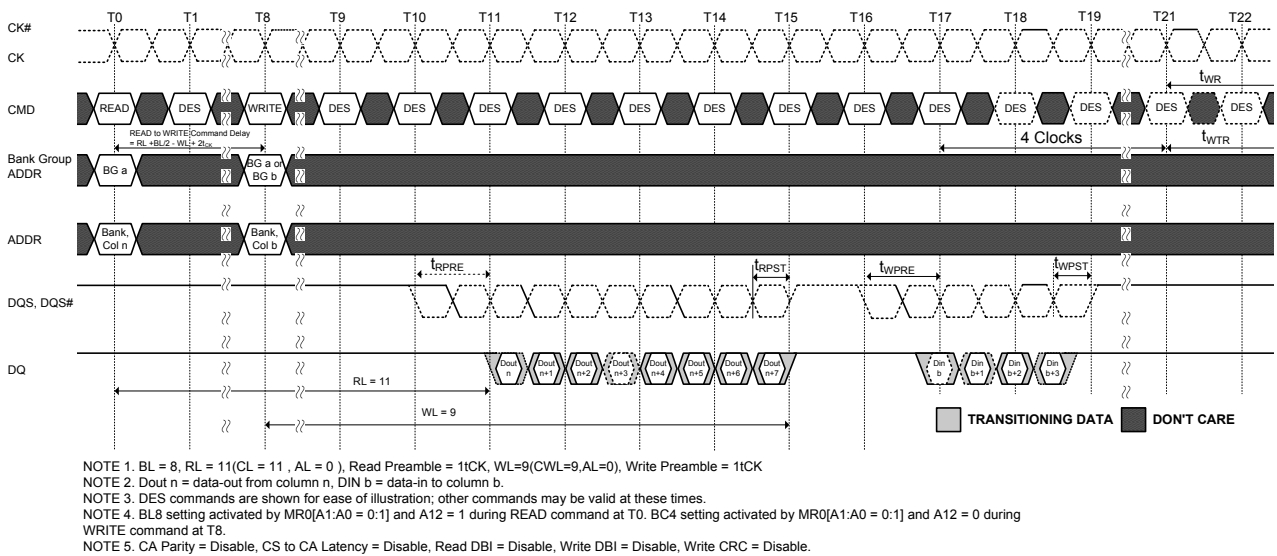 T0 T1 T8 T9 T10 T11 T12 T13 T14 T15 T16 T17 T18 T19 T21 T22
CK#
CK
tWR
CMD READ DES WRITE DES DES DES DES DES DES DES DES DES DES DES DES DES
READ to WRITE Command Delay
= RL +BL/2 - WL + 2tCK
4 Clocks
tWTR
Bank Group
ADDR
BG a
BG a or
BG b
ADDR
Bank,
Col n
Bank,
Col b
tRPRE tRPST tWPRE tWPST
DQS, DQS#
DQ
Dout
n
Dout
n+1
Dout
n+2
Dout
n+3
Dout
n+4
Dout
n+5
Dout
n+6
Dout
n+7
Din
b
Din
b+1
Din
b+2
Din
b+3
RL = 11
WL = 9
TRANSITIONING DATA DON'T CARE
NOTE 1. BL = 8, RL = 11(CL = 11 , AL = 0 ), Read Preamble = 1tCK, WL=9(CWL=9,AL=0), Write Preamble = 1tCK
NOTE 2. Dout n = data-out from column n, DIN b = data-in to column b.
NOTE 3. DES commands are shown for ease of illustration; other commands may be valid at these times.
NOTE 4. BL8 setting activated by MR0[A1:A0 = 0:1] and A12 = 1 during READ command at T0. BC4 setting activated by MR0[A1:A0 = 0:1] and A12 = 0 during
WRITE command at T8.
NOTE 5. CA Parity = Disable, CS to CA Latency = Disable, Read DBI = Disable, Write DBI = Disable, Write CRC = Disable.